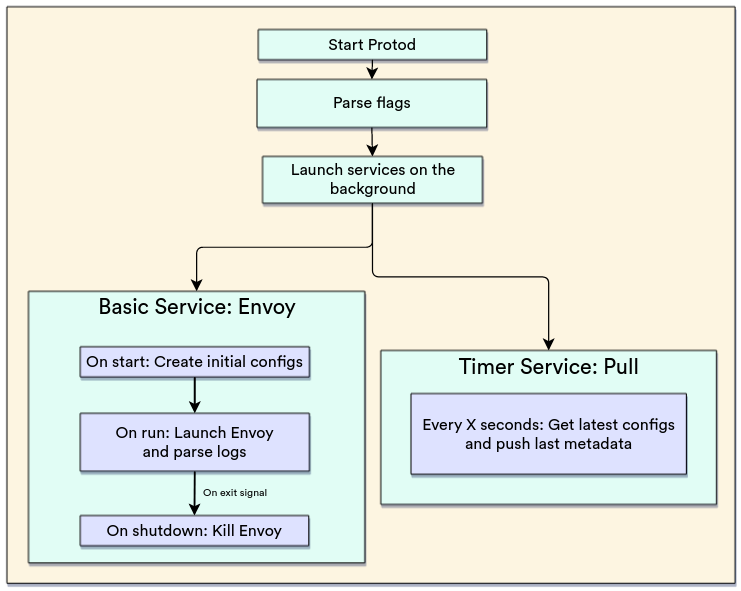 Start Protod
Parse flags
Launch services on the
background
Basic Service: Envoy
On start: Create initial configs
On run: Launch Envoy
and parse logs
On exit signal
On shutdown: Kill Envoy
Timer Service: Pull
Every X seconds: Get latest configs
and push last metadata